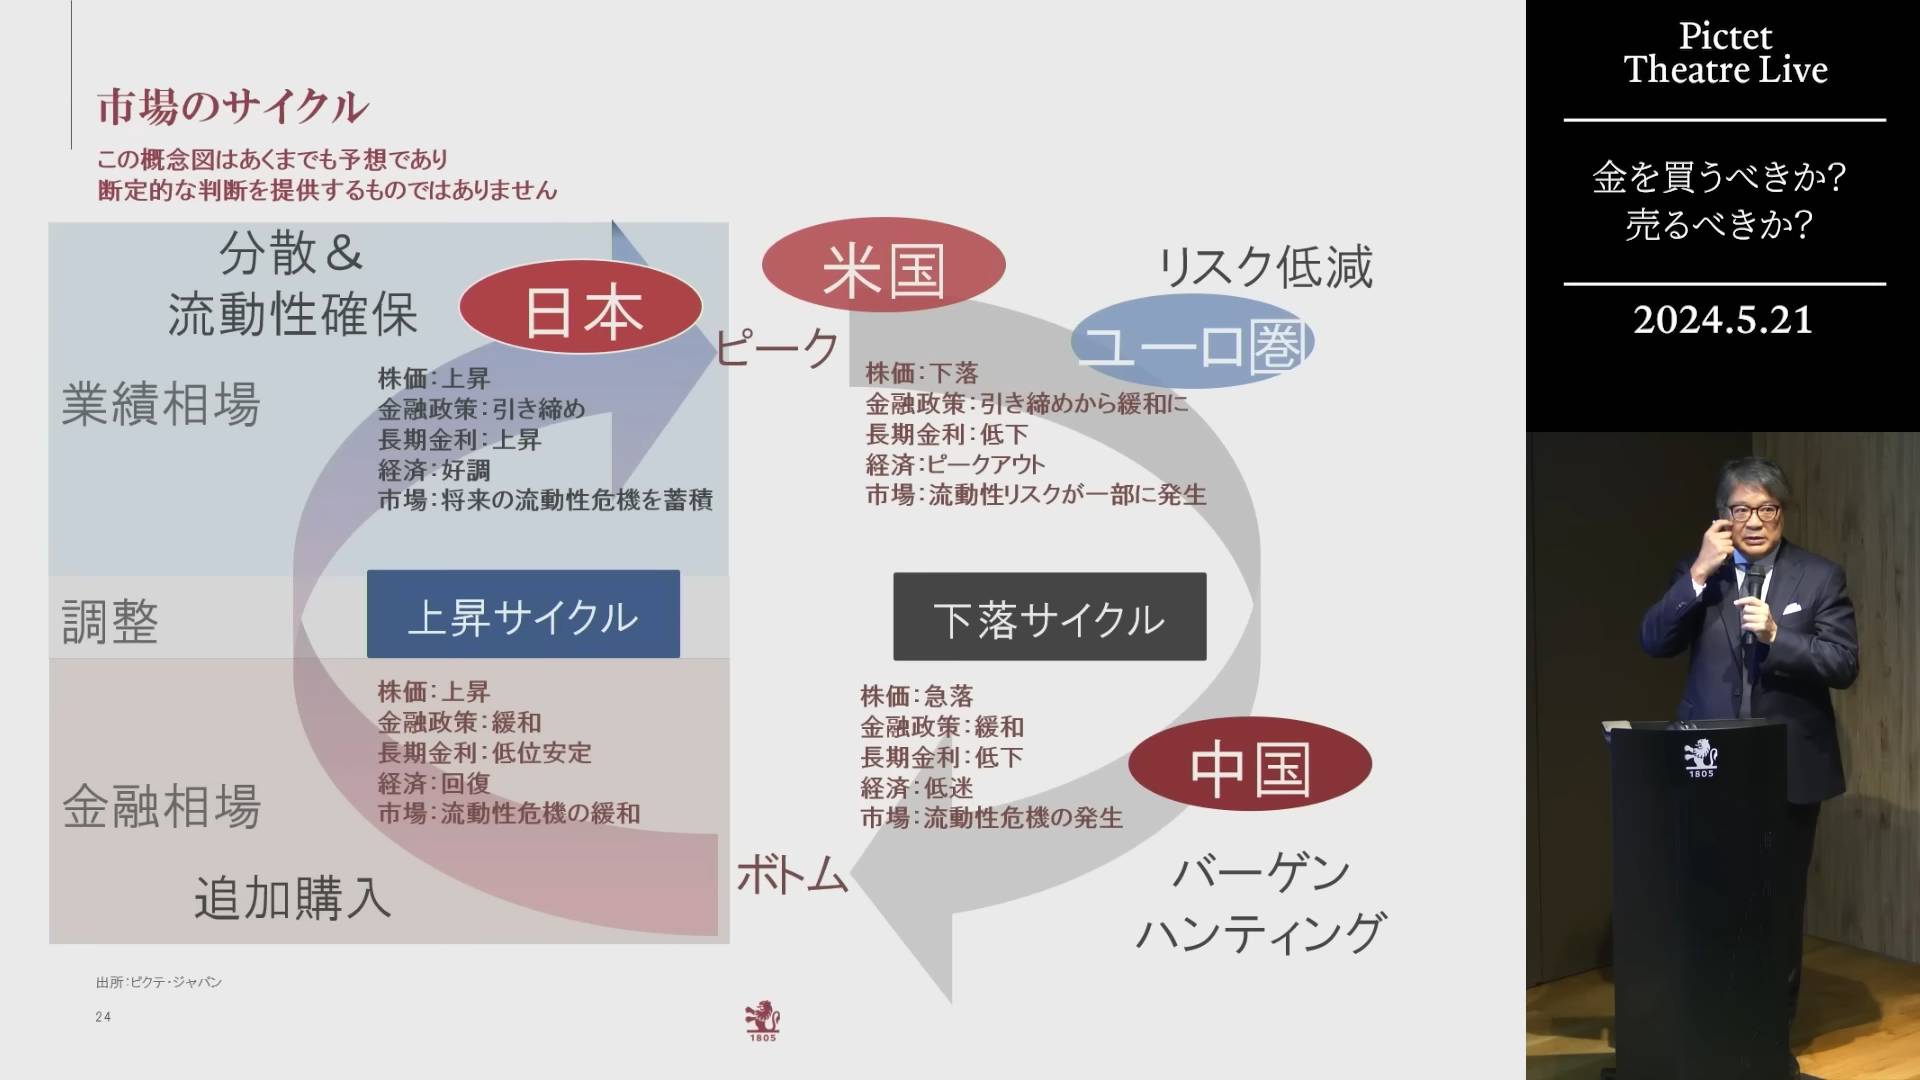 市場のサイクル
この概念図はあくまでも予想であり
断定的な判断を提供するものではありません
分散＆
流動性確保
日本
業績相場
株価：上昇
金融政策：引き締め
長期金利：上昇
経済：好調
市場：将来の流動性危機を蓄積
米国
ピーク
リスク低減
ユーロ圏
株価：下落
金融政策：引き締めから緩和に
長期金利：低下
経済：ピークアウト
市場：流動性リスクが一部に発生
調整
上昇サイクル
下落サイクル
金融相場
株価：上昇
金融政策：緩和
長期金利：低位安定
経済：回復
市場：流動性危機の緩和
追加購入
ボトム
株価：急落
金融政策：緩和
長期金利：低下
経済：低迷
市場：流動性危機の発生
中国
バーゲン
ハンティング
出所：ピクテ・ジャパン
24
1805
Pictet
Theatre Live
金を買うべきか?
売るべきか?
2024.5.21
1805